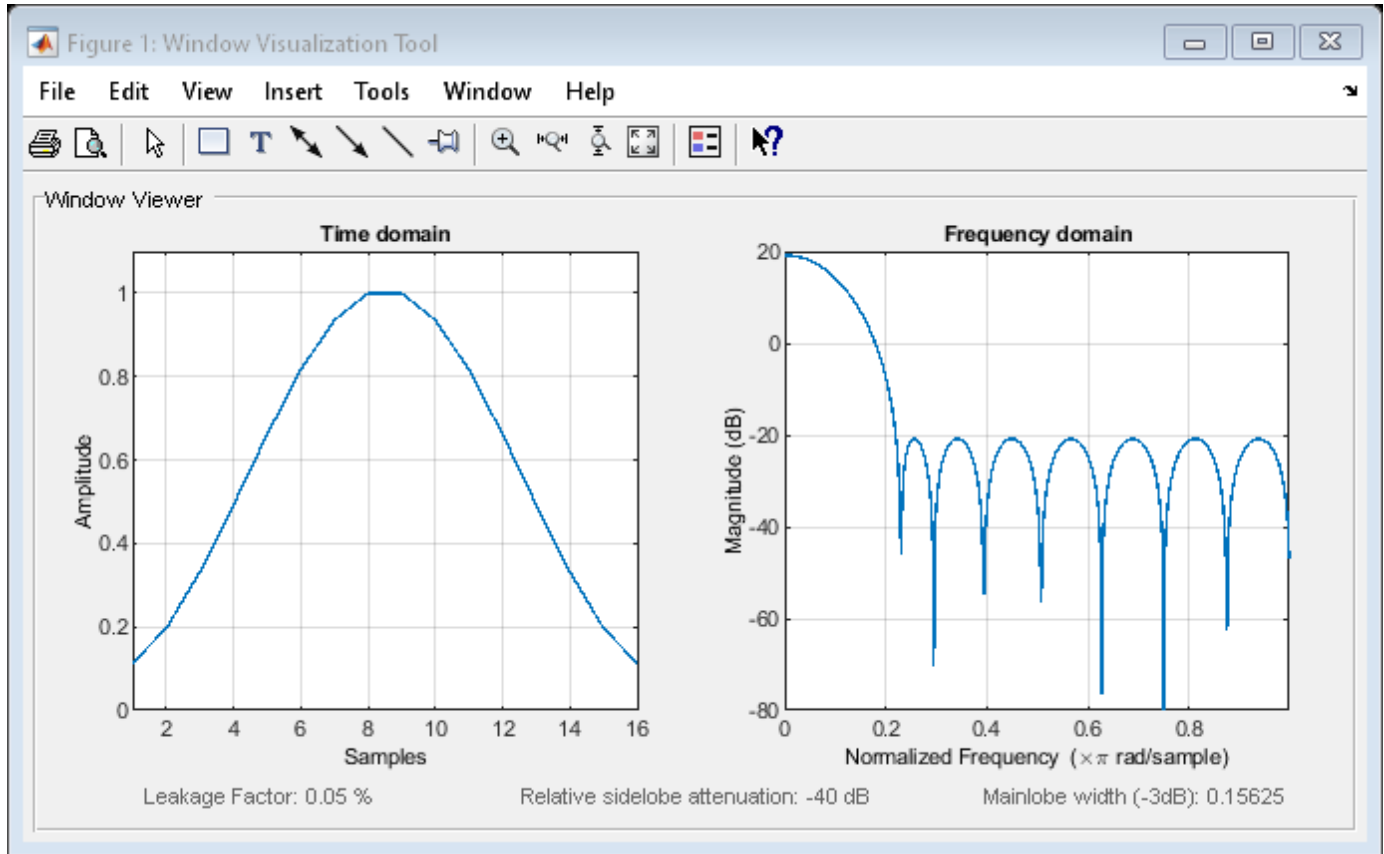 Figure 1: Window Visualization Tool
File Edit View Insert Tools Window Help
T ?
Window Viewer
Time domain
1
0.8
0.6
0.4
0.2
0
Amplitude
2 4 6 8 10 12 14 16
Samples
Frequency domain
20
0
-20
-40
-60
-80
Magnitude (dB)
0 0.2 0.4 0.6 0.8
Normalized Frequency (×π rad/sample)
Leakage Factor: 0.05 % Relative sidelobe attenuation: -40 dB Mainlobe width (-3dB): 0.15625